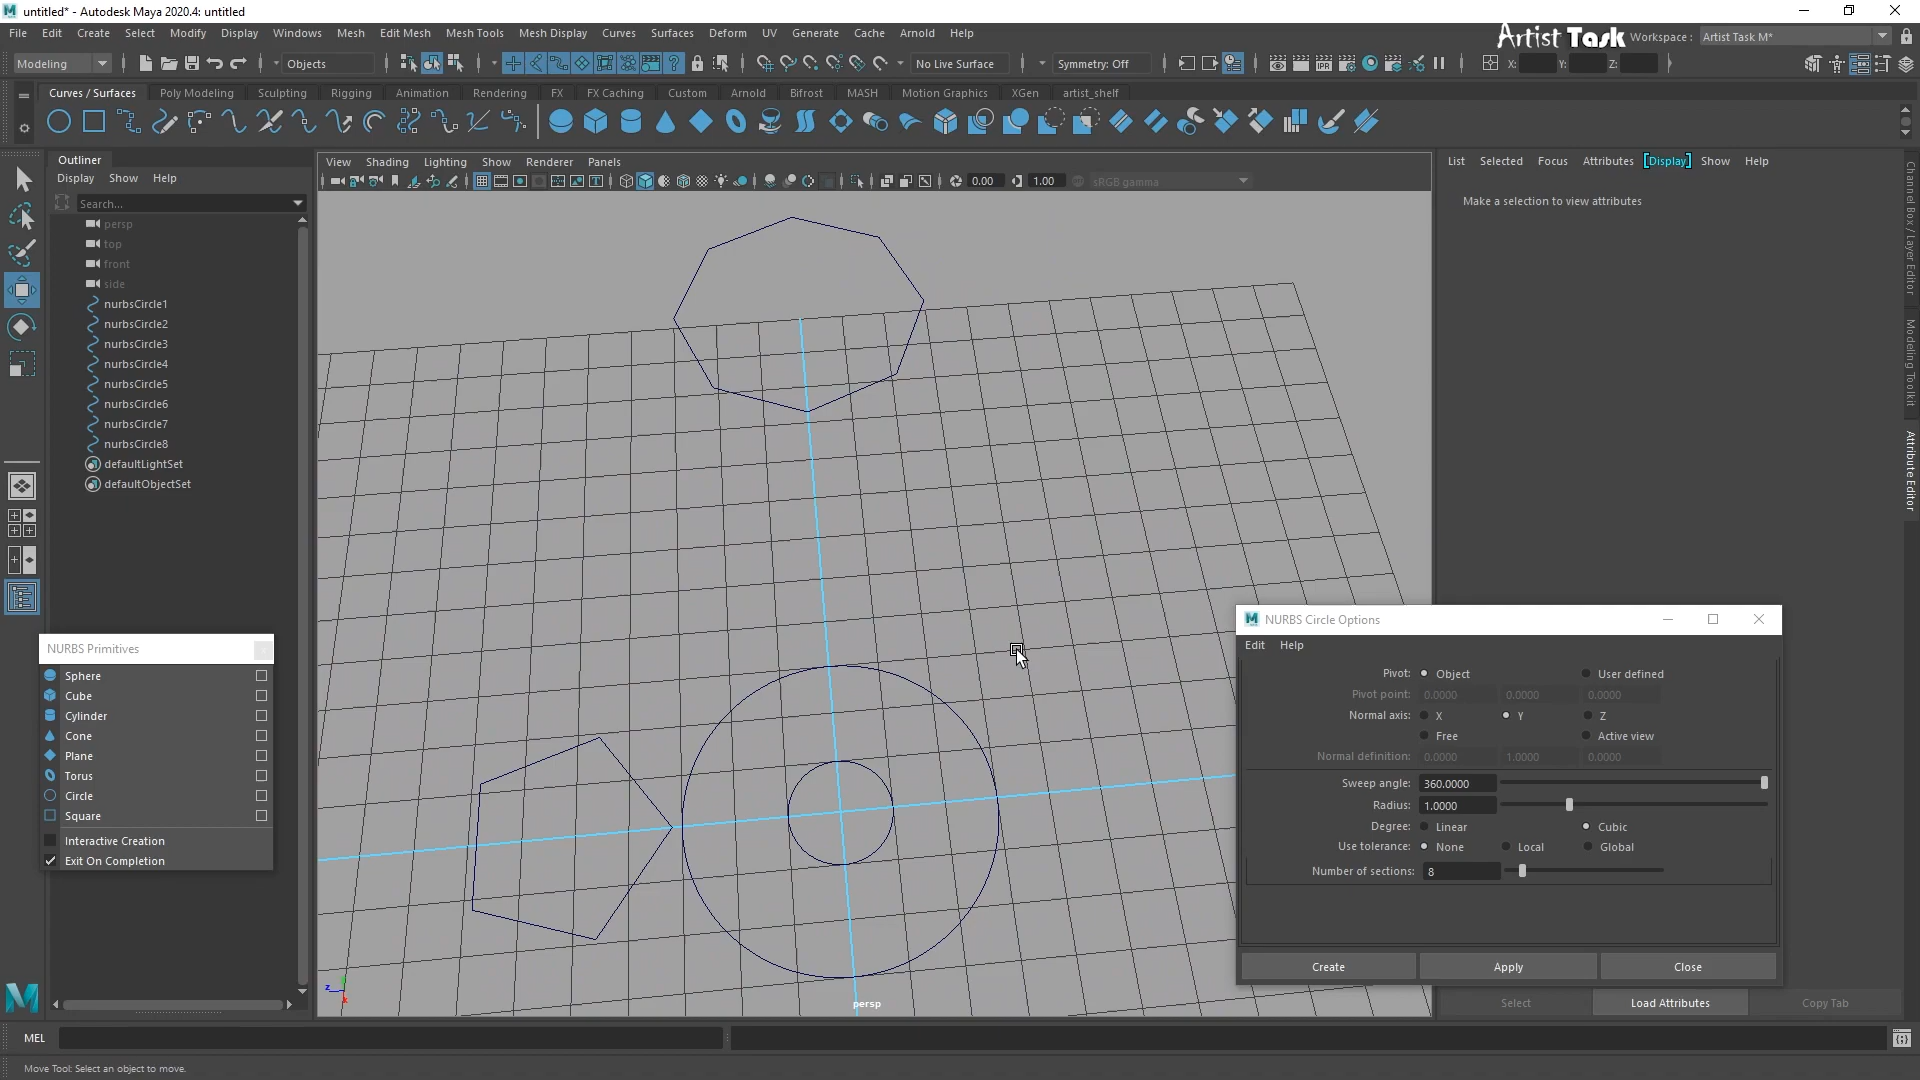 untitled* - Autodesk Maya 2020.4: untitled
File Edit Create Select Modify Display Windows Mesh Edit Mesh Mesh Tools Mesh Display Curves Surfaces Deform UV Generate Cache Arnold Help
Artist Task
Workspace : Artist Task M*
Modeling Objects No Live Surface Symmetry: Off X: Y: Z:
Curves / Surfaces Poly Modeling Sculpting Rigging Animation Rendering FX FX Caching Custom Arnold Bifrost MASH Motion Graphics XGen artist_shelf
Outliner
Display Show Help
Search...
persp
top
front
side
nurbsCircle1
nurbsCircle2
nurbsCircle3
nurbsCircle4
nurbsCircle5
nurbsCircle6
nurbsCircle7
nurbsCircle8
defaultLightSet
defaultObjectSet
View Shading Lighting Show Renderer Panels
0.00 1.00 sRGB gamma
persp
List Selected Focus Attributes [Display] Show Help
Make a selection to view attributes
Channel Box / Layer Editor
Modeling Toolkit
Attribute Editor
NURBS Primitives
Sphere
Cube
Cylinder
Cone
Plane
Torus
Circle
Square
Interactive Creation
Exit On Completion
NURBS Circle Options
Edit Help
Pivot: Object User defined
Pivot point: 0.0000 0.0000 0.0000
Normal axis: X Y Z
Free Active view
Normal definition: 0.0000 1.0000 0.0000
Sweep angle: 360.0000
Radius: 1.0000
Degree: Linear Cubic
Use tolerance: None Local Global
Number of sections: 8
Create Apply Close
Select Load Attributes Copy Tab
MEL
Move Tool: Select an object to move.